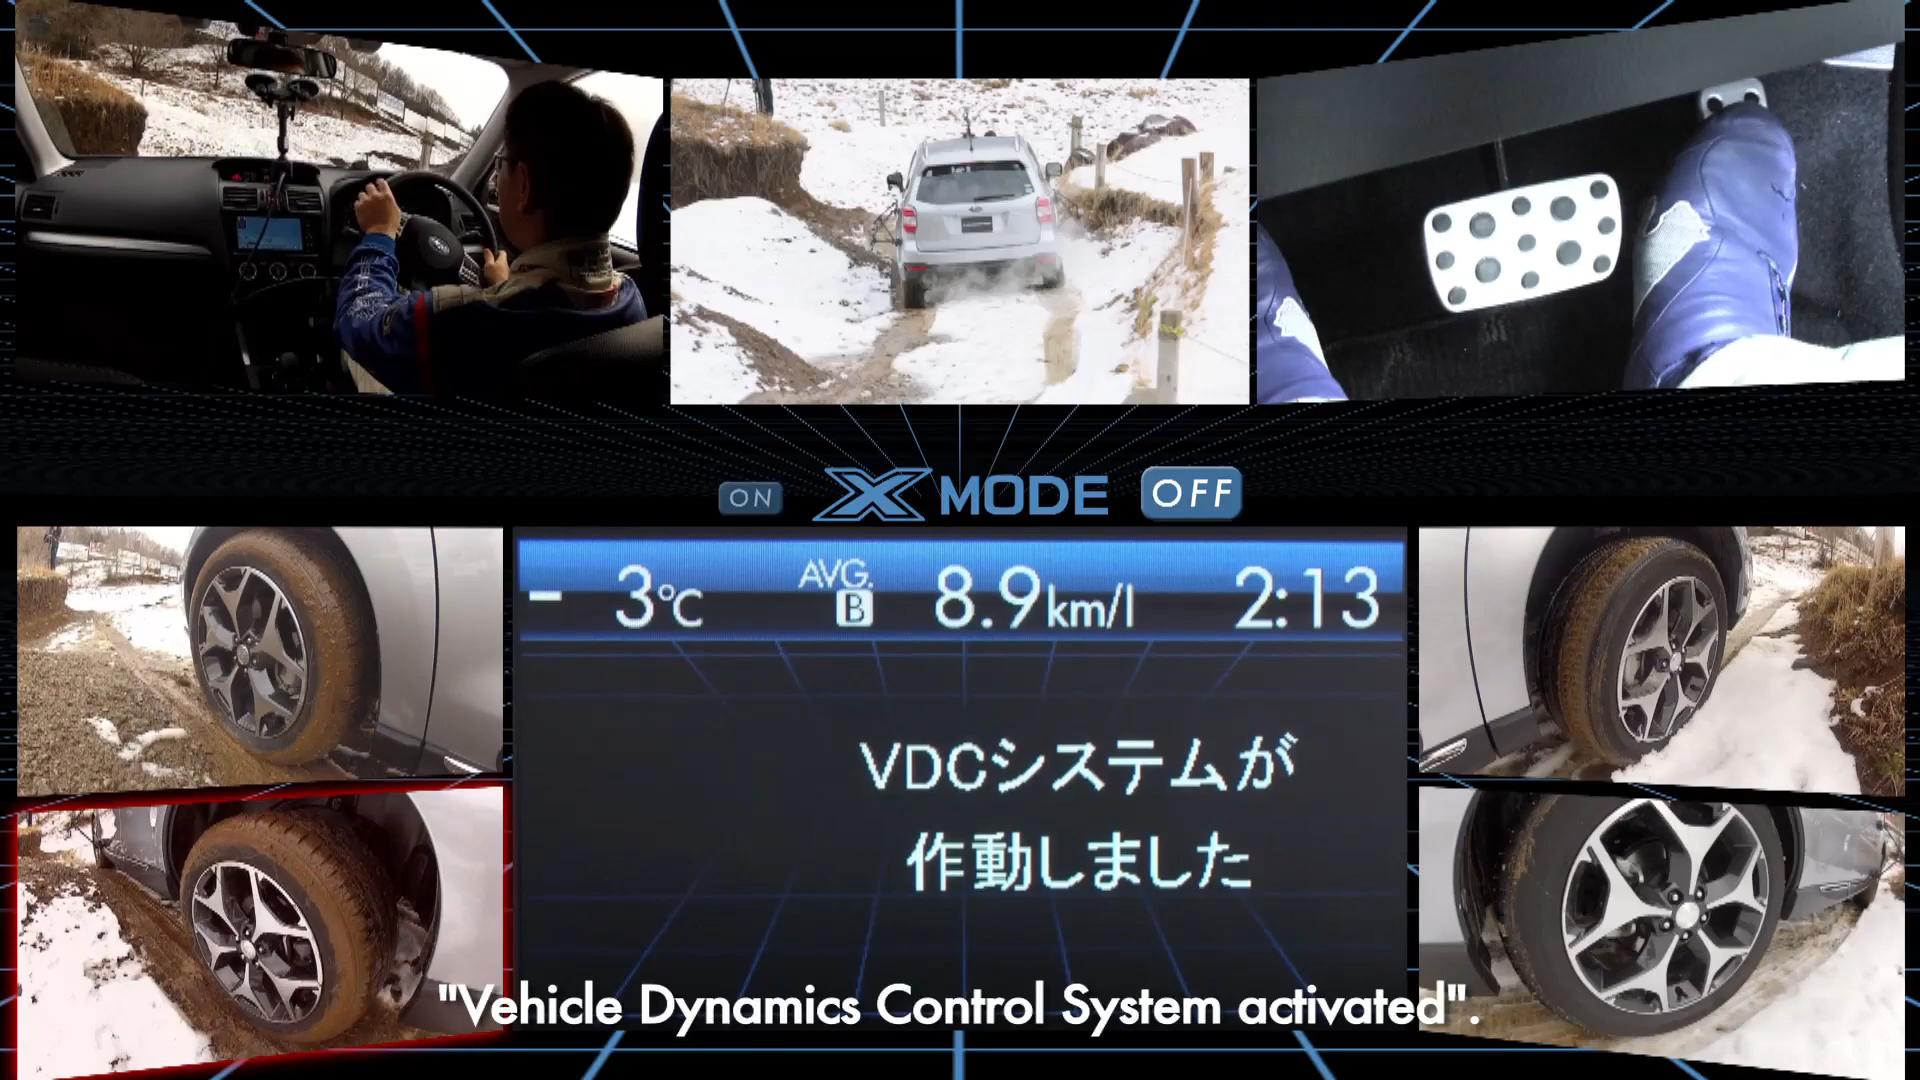 ON X MODE OFF
- 3°C AVG. B 8.9km/l 2:13
VDCシステムが
作動しました
"Vehicle Dynamics Control System activated".